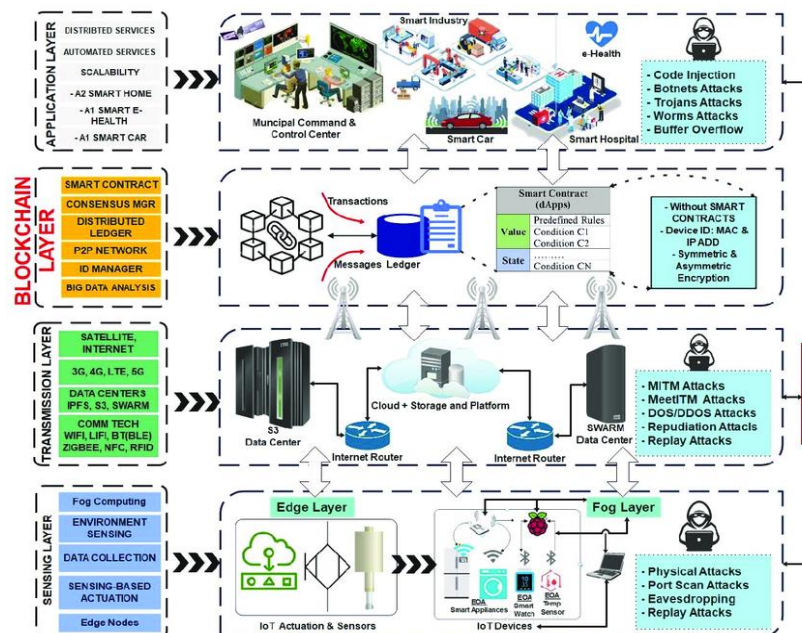 APPLICATION LAYER
DISTRIBTED SERVICES
AUTOMATED SERVICES
SCALABILITY
- A2 SMART HOME
- A1 SMART E-
HEALTH
- A1 SMART CAR
Muncipal Command &
Control Center
Smart Industry
e-Health
Smart Car
Smart Hospital
- Code Injection
- Botnets Attacks
- Trojans Attacks
- Worms Attacks
- Buffer Overflow
BLOCKCHAIN
LAYER
SMART CONTRACT
CONSENSUS MGR
DISTRIBUTED
LEDGER
P2P NETWORK
ID MANAGER
BIG DATA ANALYSIS
Transactions
Messages Ledger
Smart Contract
(dApps)
Value
Predefined Rules
Condition C1
Condition C2
State
.........
Condition CN
- Without SMART
CONTRACTS
- Device ID: MAC &
IP ADD
- Symmetric &
Asymmetric
Encryption
TRANSMISSION LAYER
SATELLITE,
INTERNET
3G, 4G, LTE, 5G
DATA CENTERS
IPFS, S3, SWARM
COMM TECH
WIFI, LIFI, BT(BLE)
ZIGBEE, NFC, RFID
S3
Data Center
Cloud + Storage and Platform
Internet Router
Internet Router
SWARM
Data Center
- MITM Attacks
- MeetITM Attacks
- DOS/DDOS Attacks
- Repudiation Attacls
- Replay Attacks
SENSING LAYER
Fog Computing
ENVIRONMENT
SENSING
DATA COLLECTION
SENSING-BASED
ACTUATION
Edge Nodes
Edge Layer
IoT Actuation & Sensors
Fog Layer
EOA
Smart Appliances
EOA
Smart
Watch
EOA
Temp
Sensor
IoT Devices
- Physical Attacks
- Port Scan Attacks
- Eavesdropping
- Replay Attacks